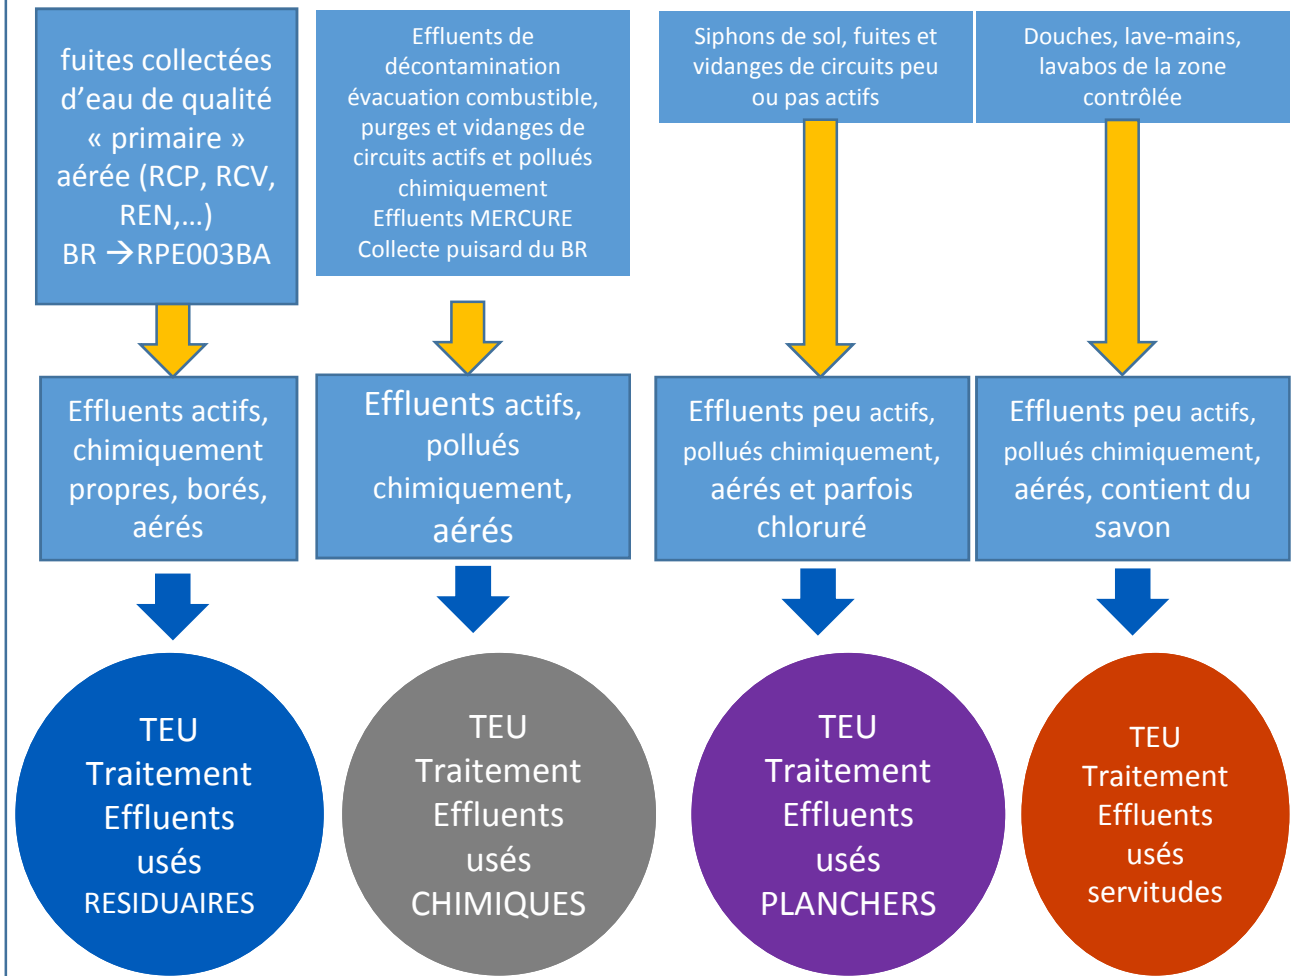 fuites collectées
d’eau de qualité
« primaire »
aérée (RCP, RCV,
REN,…)
BR →RPE003BA
Effluents de
décontamination
évacuation combustible,
purges et vidanges de
circuits actifs et pollués
chimiquement
Effluents MERCURE
Collecte puisard du BR
Siphons de sol, fuites et
vidanges de circuits peu
ou pas actifs
Douches, lave-mains,
lavabos de la zone
contrôlée
Effluents actifs,
chimiquement
propres, borés,
aérés
Effluents actifs,
pollués
chimiquement,
aérés
Effluents peu actifs,
pollués chimiquement,
aérés et parfois
chloruré
Effluents peu actifs,
pollués chimiquement,
aérés, contient du
savon
TEU
Traitement
Effluents
usés
RESIDUAIRES
TEU
Traitement
Effluents
usés
CHIMIQUES
TEU
Traitement
Effluents
usés
PLANCHERS
TEU
Traitement
Effluents
usés
servitudes